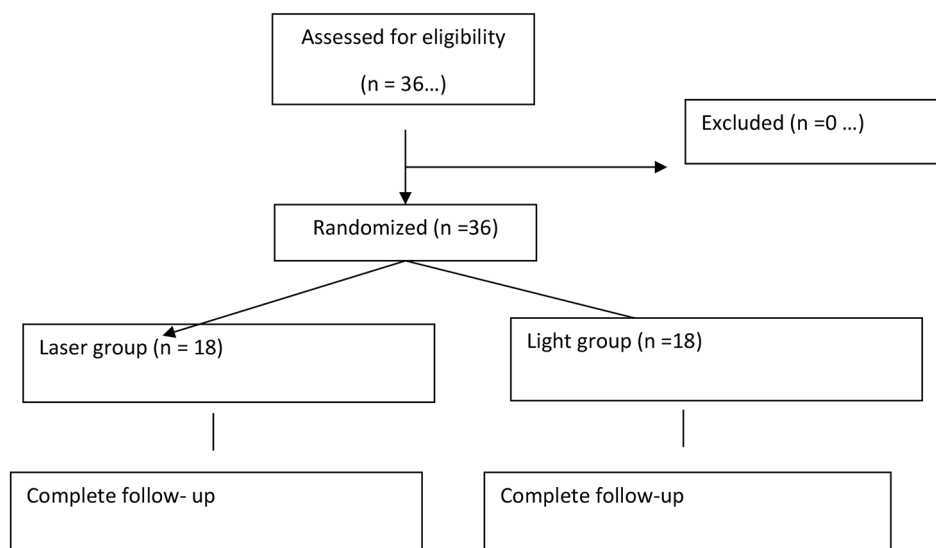 Assessed for eligibility
(n = 36…)
Excluded (n =0 …)
Randomized (n =36)
Laser group (n = 18)
Light group (n =18)
Complete follow- up
Complete follow-up